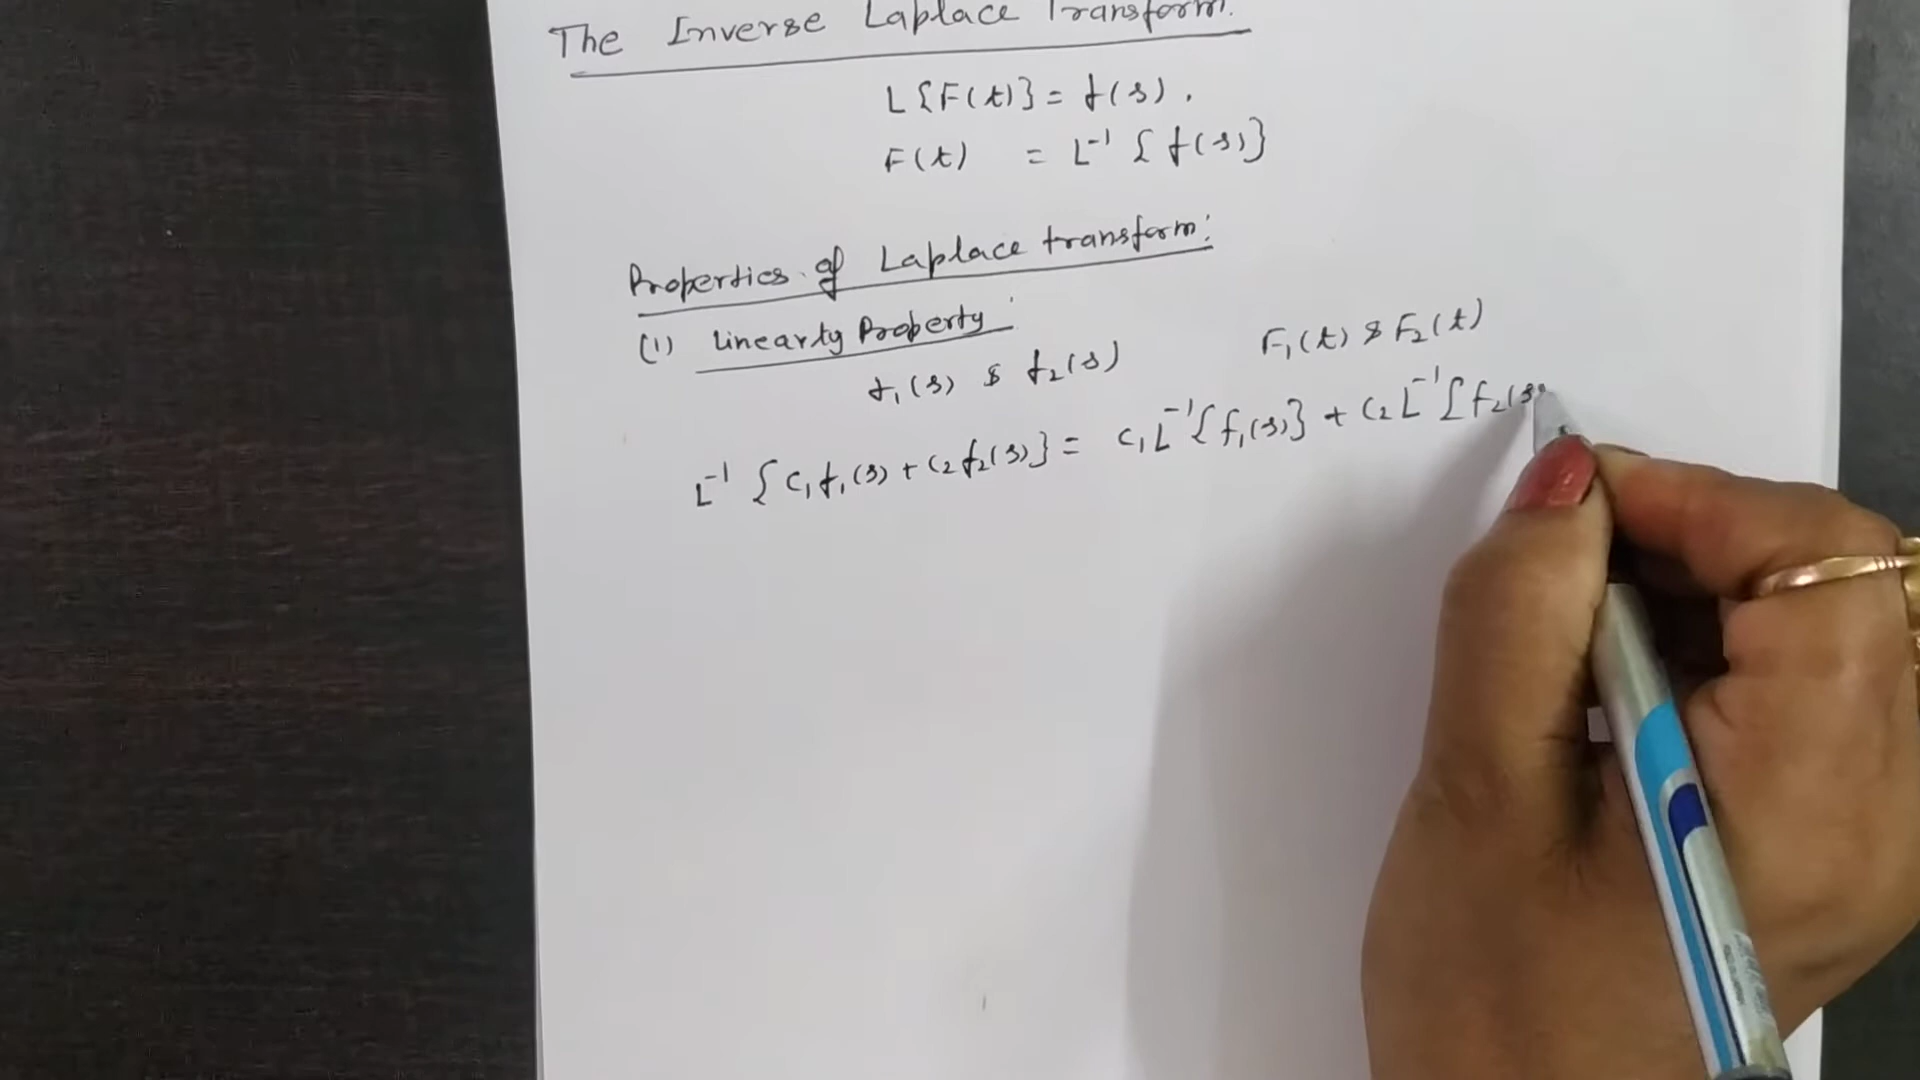 The Inverse Laplace Transform.
L{F(t)} = f(s).
F(t) = L⁻¹ {f(s)}
Properties of Laplace transform:
(1) Linearty Property:
f₁(s) & f₂(s) F₁(t) & F₂(t)
L⁻¹ {c₁f₁(s) + c₂f₂(s)} = c₁L⁻¹{f₁(s)} + c₂L⁻¹{f₂(s)